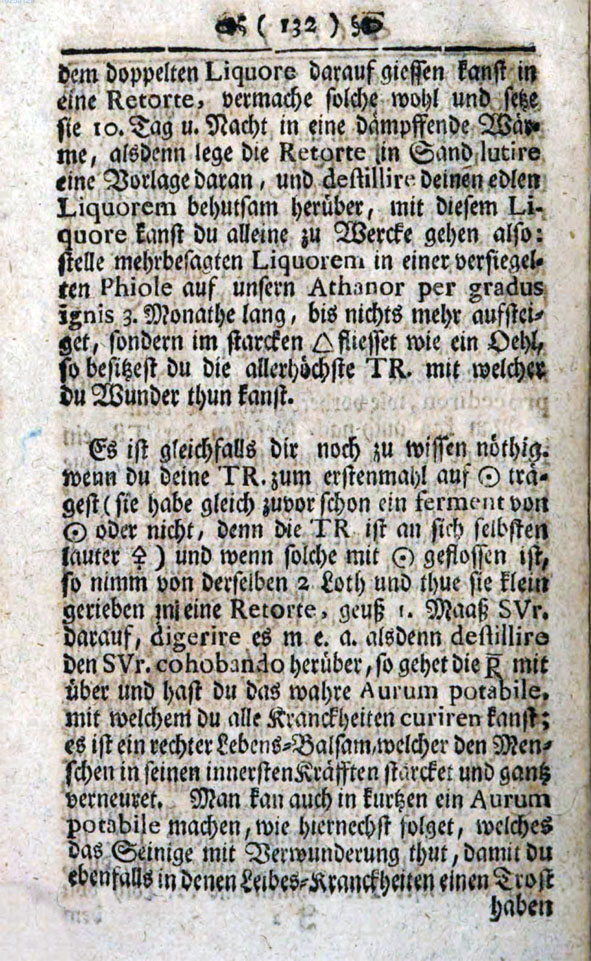 ( 132 )
dem doppelten Liquore darauf giessen kanst in
eine Retorte, vermache solche wohl und setze
sie 10. Tag u. Nacht in eine dämpffende Wär-
me, alsdenn lege die Retorte in Sand lutire
eine Vorlage daran, und destillire deinen edlen
Liquorem behutsam herüber, mit diesem Li-
quore kanst du alleine zu Wercke gehen also:
stelle mehrbesagten Liquorem in einer versiegel-
ten Phiole auf unsern Athanor per gradus
ignis 3. Monathe lang, bis nichts mehr aufstei-
get, sondern im starcken △ fliesset wie ein Oehl,
so besitzest du die allerhöchste TR. mit welcher
du Wunder thun kanst.
Es ist gleichfalls dir noch zu wissen nöthig.
wenn du deine TR. zum erstenmahl auf ☉ trä-
gest (sie habe gleich zuvor schon ein ferment von
☉ oder nicht, denn die TR ist an sich selbsten
lauter 🜍) und wenn solche mit ☉ geflossen ist,
so nimm von derselben 2 Loth und thue sie klein
gerieben in eine Retorte, geuß 1. Maaß SVr.
darauf, digerire es m e. a. alsdenn destillire
den SVr. cohobando herüber, so gehet die R̄ mit
über und hast du das wahre Aurum potabile,
mit welchem du alle Kranckheiten curiren kanst;
es ist ein rechter Lebens-Balsam, welcher den Men-
schen in seinen innersten Kräfften stärcket und gantz
verneuret. Man kan auch in kurtzen ein Aurum
potabile machen, wie hiernechst folget, welches
das Seinige mit Verwunderung thut, damit du
ebenfalls in denen Leibes-Kranckheiten einen Trost
haben